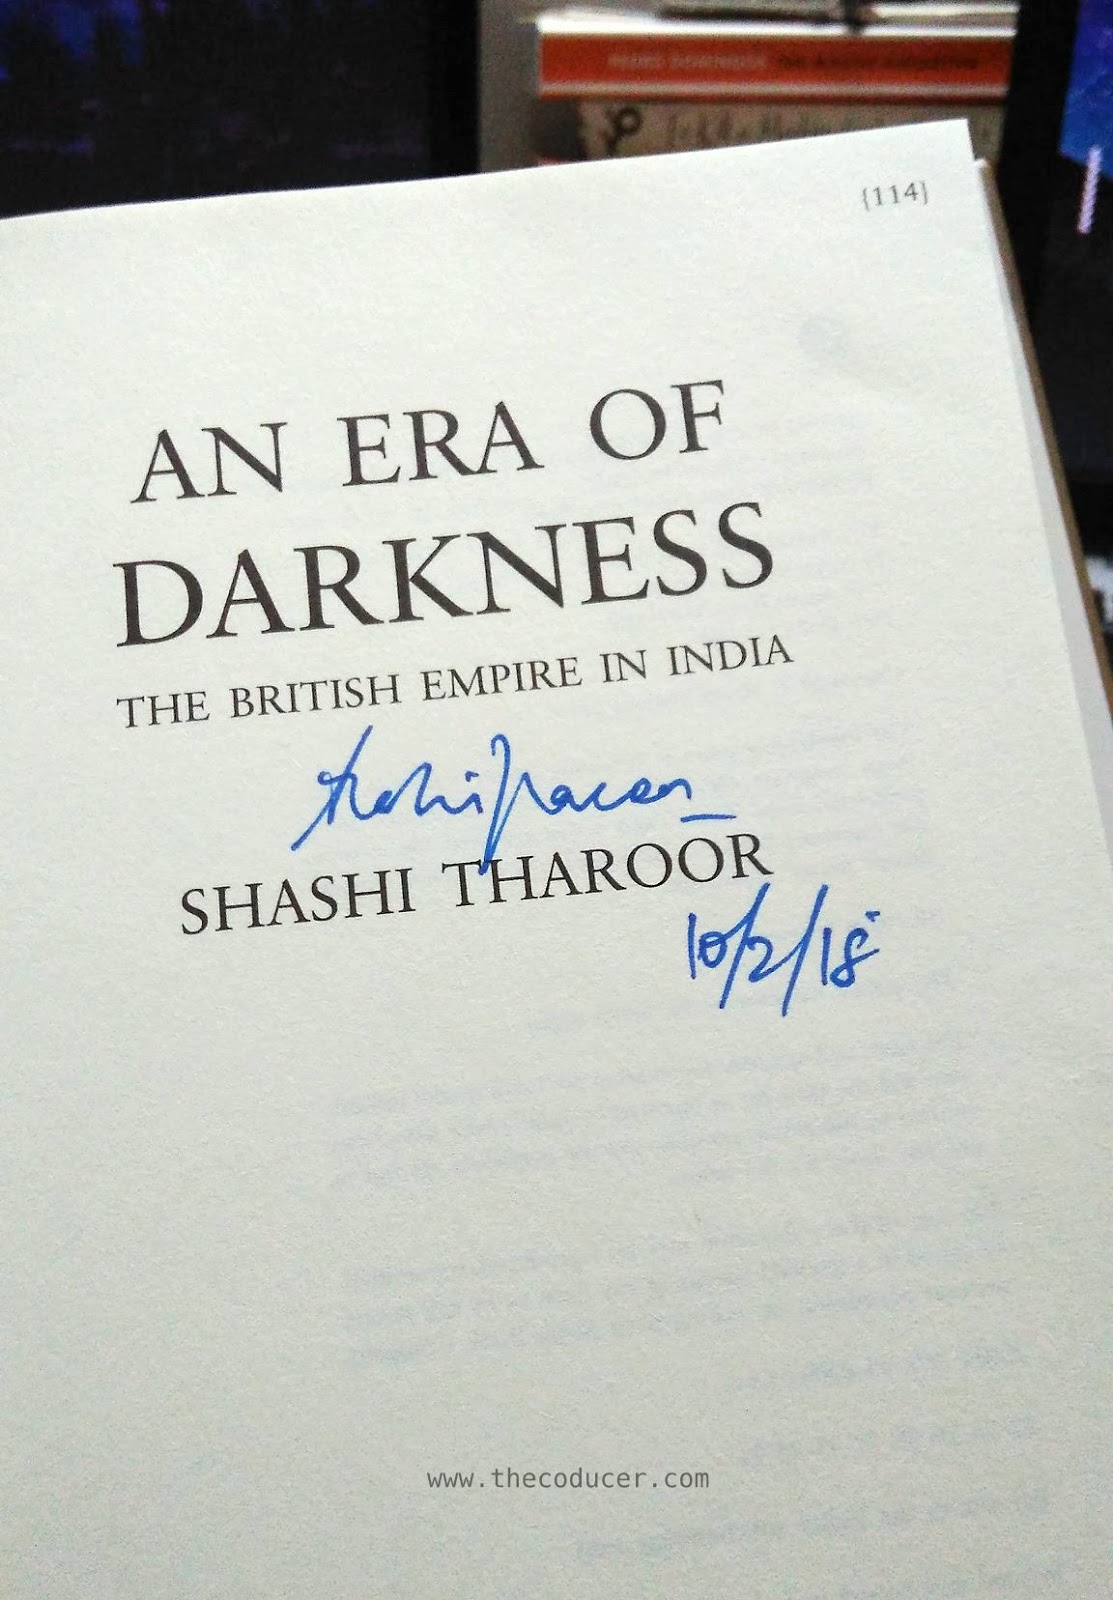 [114]
AN ERA OF
DARKNESS
THE BRITISH EMPIRE IN INDIA
SHASHI THAROOR
10/2/18
www.thecoducer.com